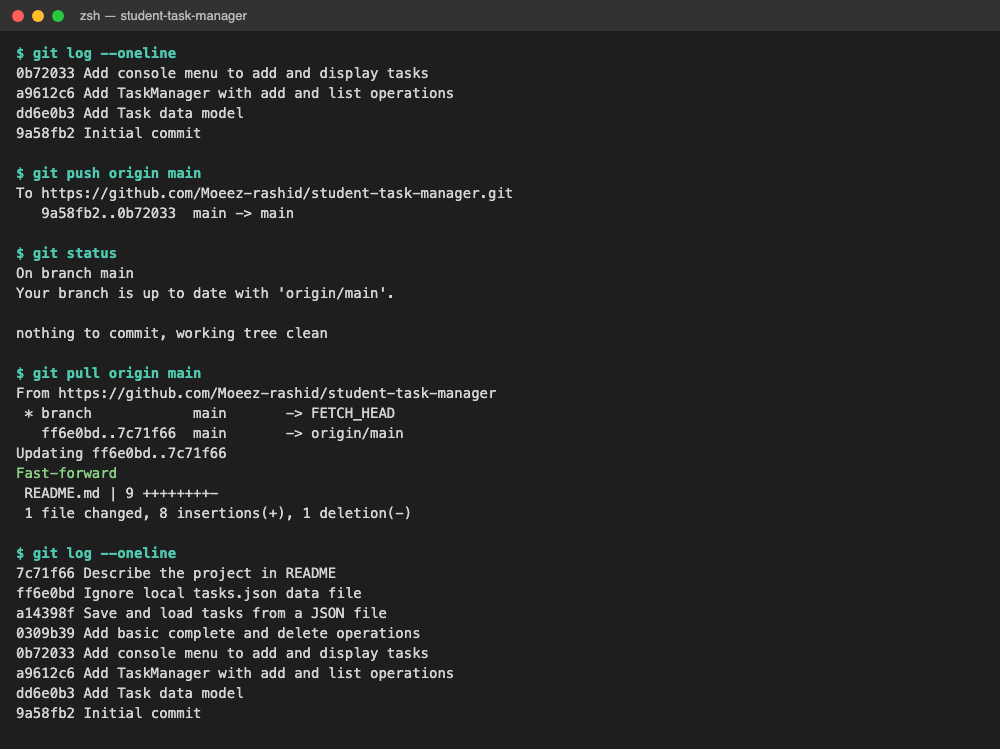 zsh — student-task-manager
$ git log --oneline
0b72033 Add console menu to add and display tasks
a9612c6 Add TaskManager with add and list operations
dd6e0b3 Add Task data model
9a58fb2 Initial commit
$ git push origin main
To https://github.com/Moeez-rashid/student-task-manager.git
   9a58fb2..0b72033  main -> main
$ git status
On branch main
Your branch is up to date with 'origin/main'.
nothing to commit, working tree clean
$ git pull origin main
From https://github.com/Moeez-rashid/student-task-manager
 * branch            main       -> FETCH_HEAD
   ff6e0bd..7c71f66  main       -> origin/main
Updating ff6e0bd..7c71f66
Fast-forward
 README.md | 9 ++++++++-
 1 file changed, 8 insertions(+), 1 deletion(-)
$ git log --oneline
7c71f66 Describe the project in README
ff6e0bd Ignore local tasks.json data file
a14398f Save and load tasks from a JSON file
0309b39 Add basic complete and delete operations
0b72033 Add console menu to add and display tasks
a9612c6 Add TaskManager with add and list operations
dd6e0b3 Add Task data model
9a58fb2 Initial commit